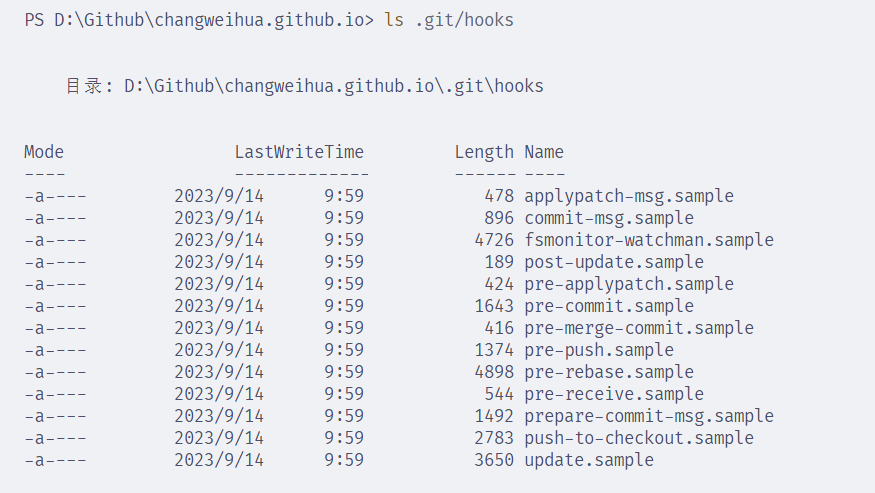 PS D:\Github\changweihua.github.io> ls .git/hooks
目录: D:\Github\changweihua.github.io\.git\hooks
Mode                 LastWriteTime         Length Name
----                 -------------         ------ ----
-a----         2023/9/14      9:59            478 applypatch-msg.sample
-a----         2023/9/14      9:59            896 commit-msg.sample
-a----         2023/9/14      9:59           4726 fsmonitor-watchman.sample
-a----         2023/9/14      9:59            189 post-update.sample
-a----         2023/9/14      9:59            424 pre-applypatch.sample
-a----         2023/9/14      9:59           1643 pre-commit.sample
-a----         2023/9/14      9:59            416 pre-merge-commit.sample
-a----         2023/9/14      9:59           1374 pre-push.sample
-a----         2023/9/14      9:59           4898 pre-rebase.sample
-a----         2023/9/14      9:59            544 pre-receive.sample
-a----         2023/9/14      9:59           1492 prepare-commit-msg.sample
-a----         2023/9/14      9:59           2783 push-to-checkout.sample
-a----         2023/9/14      9:59           3650 update.sample